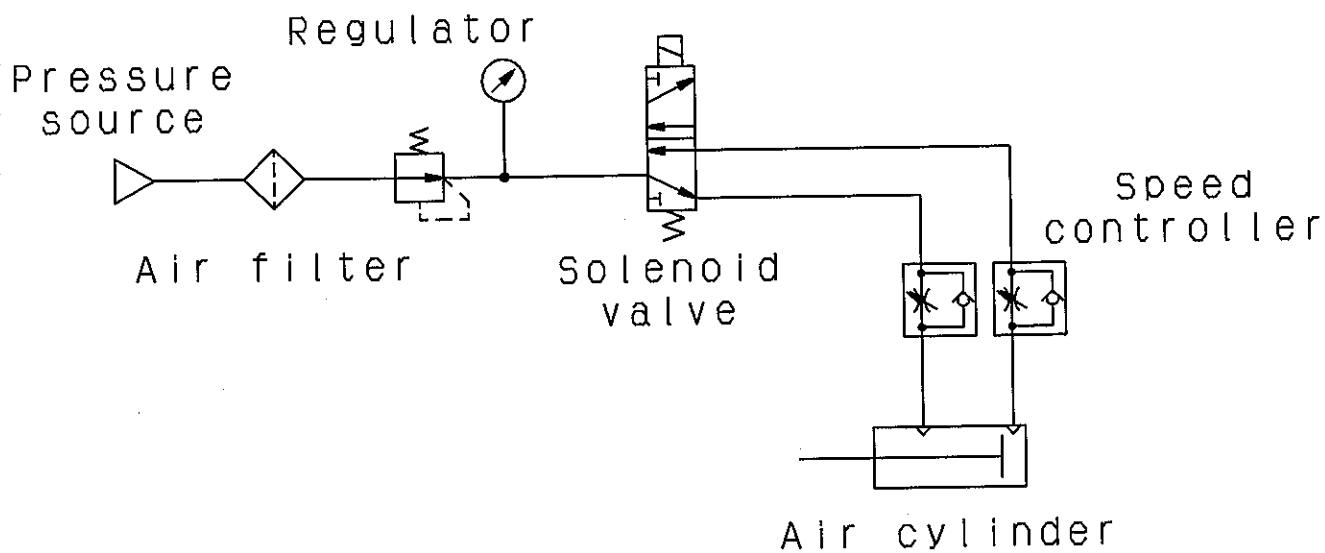 Regulator
Pressure
source
Air filter
Solenoid
valve
Speed
controller
Air cylinder